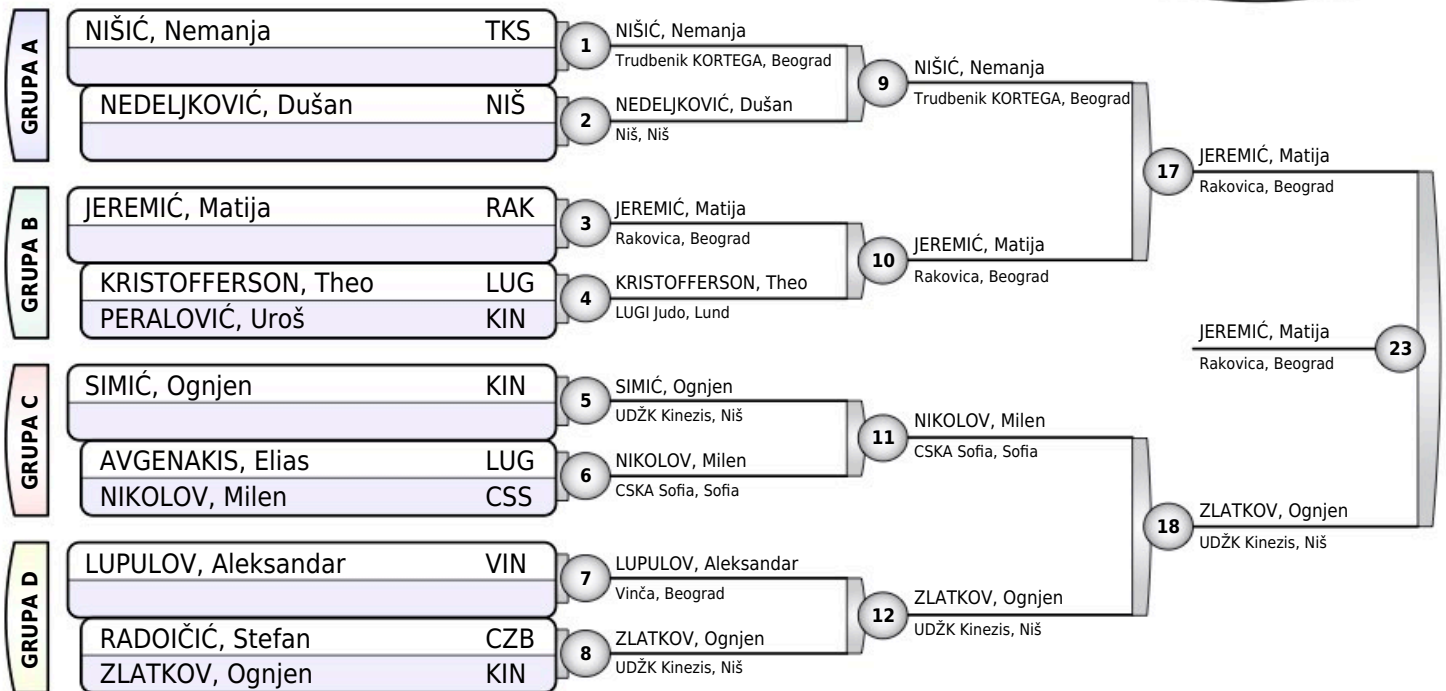 GRUPA A
NIŠIĆ, Nemanja TKS
NEDELJKOVIĆ, Dušan NIŠ
1
NIŠIĆ, Nemanja
Trudbenik KORTEGA, Beograd
2
NEDELJKOVIĆ, Dušan
Niš, Niš
9
NIŠIĆ, Nemanja
Trudbenik KORTEGA, Beograd
GRUPA B
JEREMIĆ, Matija RAK
KRISTOFFERSON, Theo LUG
PERALOVIĆ, Uroš KIN
3
JEREMIĆ, Matija
Rakovica, Beograd
4
KRISTOFFERSON, Theo
LUGI Judo, Lund
10
JEREMIĆ, Matija
Rakovica, Beograd
17
JEREMIĆ, Matija
Rakovica, Beograd
GRUPA C
SIMIĆ, Ognjen KIN
AVGENAKIS, Elias LUG
NIKOLOV, Milen CSS
5
SIMIĆ, Ognjen
UDŽK Kinezis, Niš
6
NIKOLOV, Milen
CSKA Sofia, Sofia
11
NIKOLOV, Milen
CSKA Sofia, Sofia
GRUPA D
LUPULOV, Aleksandar VIN
RADOIČIĆ, Stefan CZB
ZLATKOV, Ognjen KIN
7
LUPULOV, Aleksandar
Vinča, Beograd
8
ZLATKOV, Ognjen
UDŽK Kinezis, Niš
12
ZLATKOV, Ognjen
UDŽK Kinezis, Niš
18
ZLATKOV, Ognjen
UDŽK Kinezis, Niš
JEREMIĆ, Matija
Rakovica, Beograd
23